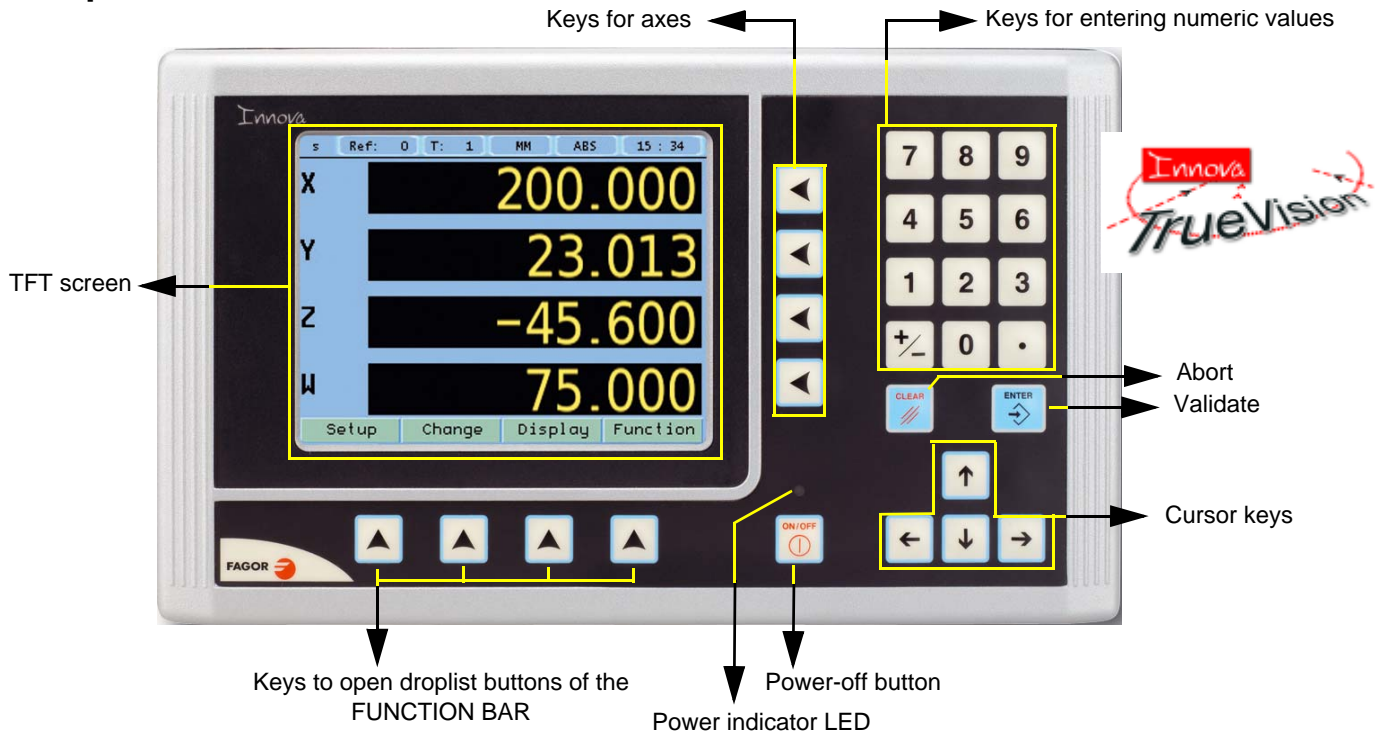 Keys for axes
Keys for entering numeric values
Innova
s Ref: 0 T: 1 MM ABS 15 : 34
X 200.000
Y 23.013
Z -45.600
W 75.000
Setup Change Display Function
7 8 9
4 5 6
1 2 3
+/- 0 .
CLEAR ENTER
Innova
TrueVision
TFT screen
Abort
Validate
Cursor keys
ON/OFF
FAGOR
Keys to open droplist buttons of the
FUNCTION BAR
Power-off button
Power indicator LED